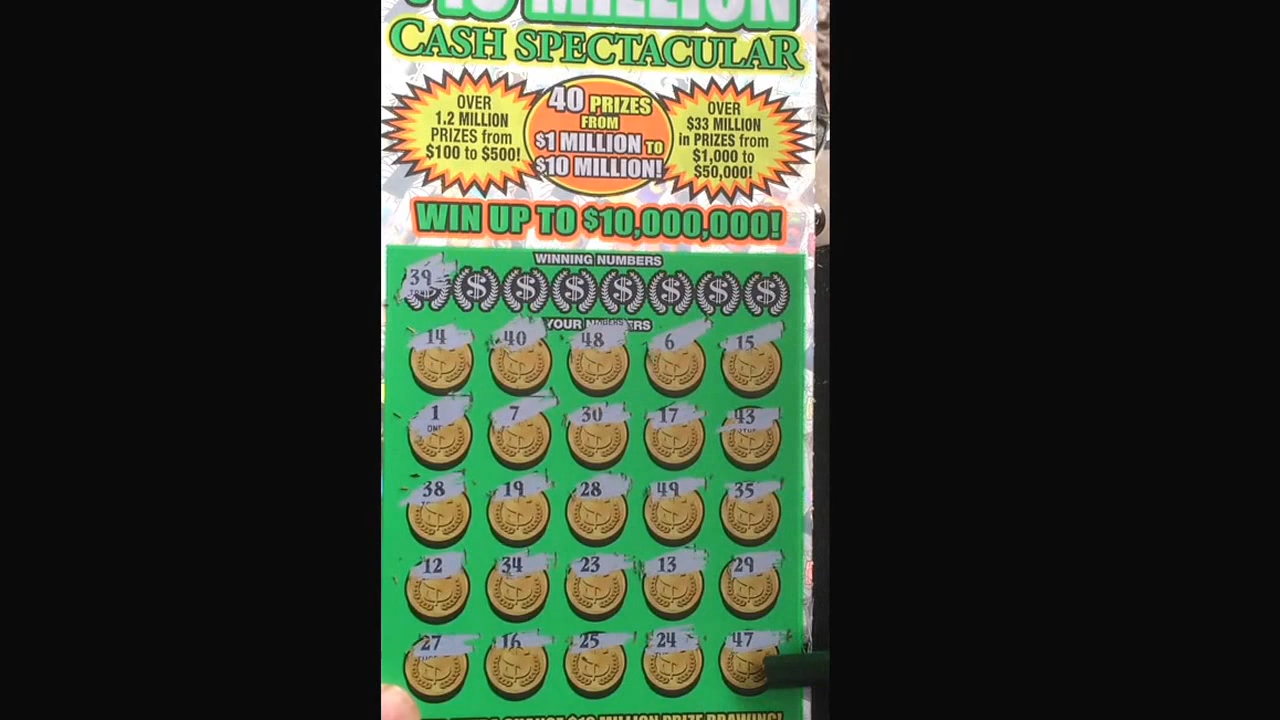 MILLION
CASH SPECTACULAR
OVER
1.2 MILLION
PRIZES from
$100 to $500!
40 PRIZES
FROM
$1 MILLION TO
$10 MILLION!
OVER
$33 MILLION
in PRIZES from
$1,000 to
$50,000!
WIN UP TO $10,000,000!
WINNING NUMBERS
39
YOUR NUMBERS
14 40 48 6 15
1 7 30 17 43
ONE
38 19 28 49 35
12 34 23 13 29
27 16 25 24 47